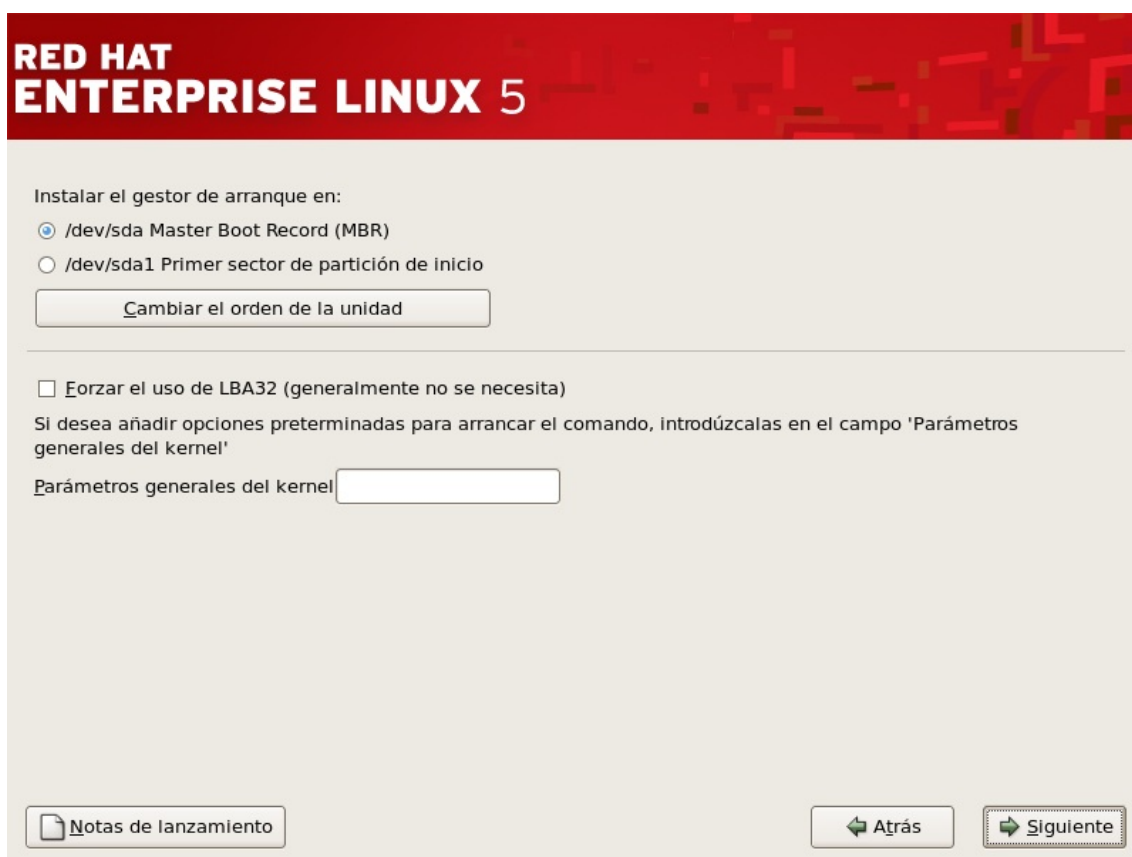 RED HAT
ENTERPRISE LINUX 5
Instalar el gestor de arranque en:
/dev/sda Master Boot Record (MBR)
/dev/sda1 Primer sector de partición de inicio
Cambiar el orden de la unidad
Forzar el uso de LBA32 (generalmente no se necesita)
Si desea añadir opciones preterminadas para arrancar el comando, introdúzcalas en el campo 'Parámetros
generales del kernel'
Parámetros generales del kernel
Notas de lanzamiento
Atrás
Siguiente